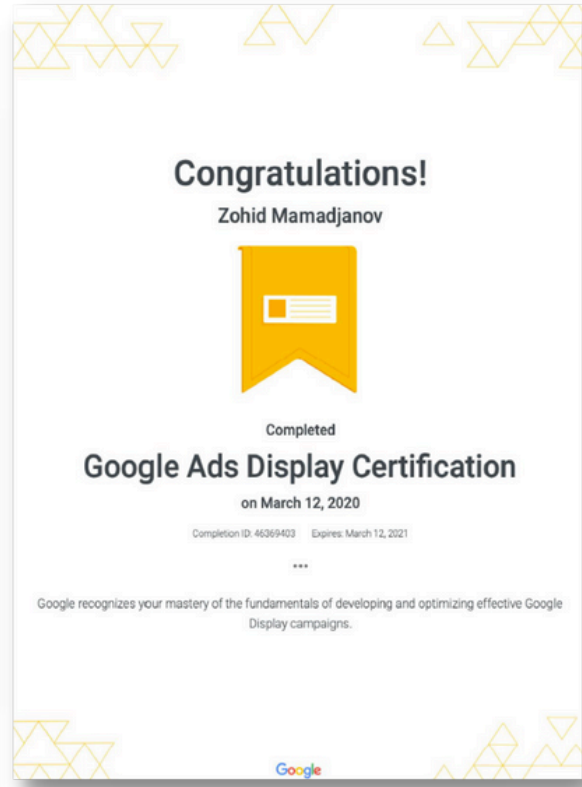 Congratulations!
Zohid Mamadjanov
Completed
Google Ads Display Certification
on March 12, 2020
Completion ID: 46369403 Expires: March 12, 2021
•••
Google recognizes your mastery of the fundamentals of developing and optimizing effective Google
Display campaigns.
Google